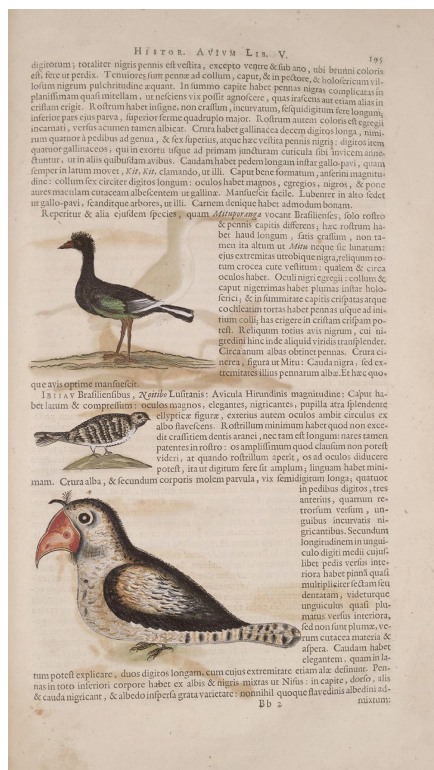 HISTOR. AVIVM LIB. V.
195
digitorum; totaliter nigris pennis est vestita, excepto ventre & sub ano, ubi brunni coloris
est, fere ut perdix. Tenuiores sunt pennæ ad collum, caput, & in pectore, & holosericum vil-
losum nigrum pulchritudine æquant. In summo capite habet pennas nigras complicatas in
planissimam quasi mitellam, ut nesciens vix possit agnoscere, quas irascens aut etiam alias in
cristam erigit. Rostrum habet insigne, non crassum, incurvatum, sesquidigitum fere longum,
inferior pars ejus parva, superior ferme quadruplo major. Rostrum autem coloris est egregii
incarnati, versus acumen tamen albicat. Crura habet gallinacea decem digitos longa, nimi-
rum quatuor à pedibus ad genua, & sex superius, atque hæc vestita pennis nigris: digitos item
quatuor gallinaceos, qui in exortu usque ad primam juncturam cuticula sibi invicem anne-
ctuntur, ut in aliis quibusdam avibus. Caudam habet pedem longam instar gallo-pavi, quam
semper in latum movet, Kit, Kit, clamando, ut illi. Caput bene formatum, anserini magnitu-
dine: collum sex circiter digitos longum: oculos habet magnos, egregios, nigros, & pone
aures maculam cutaceam albescentem ut gallina. Mansuescit facile. Lubenter in alto sedet
ut gallo-pavi, scanditque arbores, ut illi. Carnem denique habet admodum bonam.
Reperitur & alia ejusdem species, quam Mituporanga vocant Brasilienses, solo rostro
& pennis capitis differens; hæc rostrum ha-
bet haud longum, satis crassum, non ta-
men ita altum ut Mitu neque sic lunatum:
ejus extremitas utrobique nigra, reliquum to-
tum crocea cute vestitum: qualem & circa
oculos habet. Oculi nigri egregii: collum &
caput nigerrimas habet plumas instar holo-
serici; & in summitate capitis crispatas atque
cochleatim tortas habet pennas usque ad ini-
tium colli; has erigere in cristam crispam po-
test. Reliquum totius avis nigrum, cui ni-
gredini hinc inde aliquid viridis transplender.
Circa anum albas obtinet pennas. Crura ci-
nerea, figura ut Mitu: Cauda nigra, sed ex-
tremitates illius pennarum albæ. Et hæc quo-
que avis optime mansuescit.
IBIIAV Brasiliensibus, Noitibo Lusitanis: Avicula Hirundinis magnitudine: Caput ha-
bet latum & compressum: oculos magnos, elegantes, nigricantes, pupilla atra splendente
ellypticæ figuræ, exterius autem oculos ambit circulus ex
albo flavescens. Rostrillum minimum habet quod non exce-
dit crassitiem dentis aranei, nec tam est longum: nares tamen
patentes in rostro: os amplissimum quod clausum non potest
videri, at quando rostrillum aperit, os ad oculos diducere
potest, ita ut digitum fere sit amplum; linguam habet mini-
mam. Crura alba, & secundum corporis molem parvula, vix semidigitum longa; quatuor
in pedibus digitos, tres
anterius, quartum re-
trorsum versum, un-
guibus incurvatis ni-
gricantibus. Secundum
longitudinem in ungui-
culo digiti medii cujus-
libet pedis versus inte-
riora habet pinnâ quasi
multipliciter sectam seu
dentatam, videturque
unguiculus quasi plu-
matus versus interiora,
sed non sunt plumæ, ve-
rum cutacea materia &
aspera. Caudam habet
elegantem, quam in la-
tum potest explicare, duos digitos longam, cum cujus extremitate etiam alæ desinunt. Pen-
nas in toto inferiori corpore habet ex albis & nigris mixtas ut Nisus: in capite, dorso, alis
& cauda nigricant, & albedo inspersa grata varietate: nonnihil quoque flavedinis albedini ad-
Bb 2
mixtum: